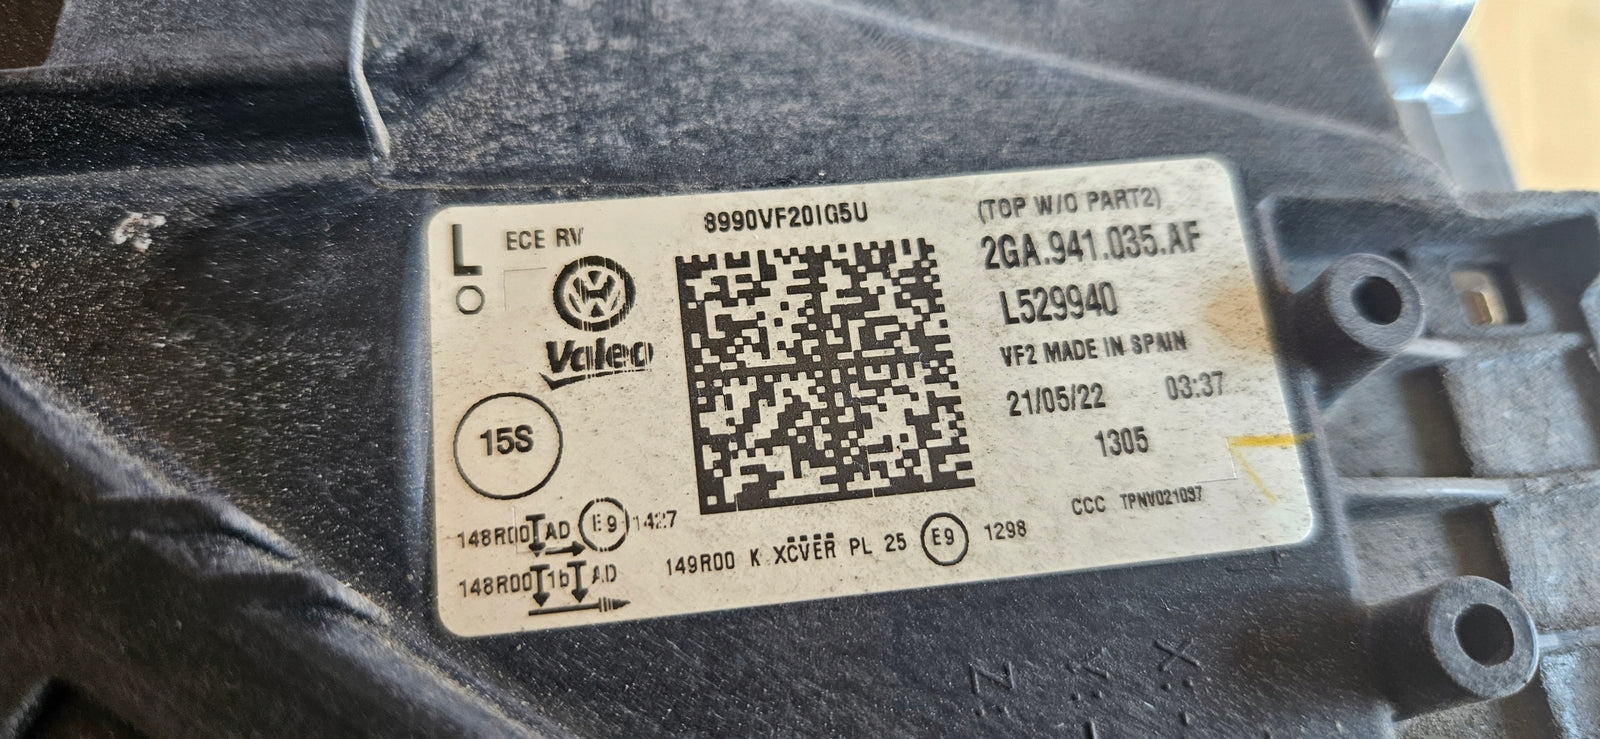 L
ECE RV
O
Valeo
15S
8990VF20IG5U
(TOP W/O PART2)
2GA.941.035.AF
L529940
VF2 MADE IN SPAIN
21/05/22 03:37
1305
CCC TPNV021097
148R00 AD E9 1427
148R00 1b AD
149R00 K XCVER PL 25 E9 1298